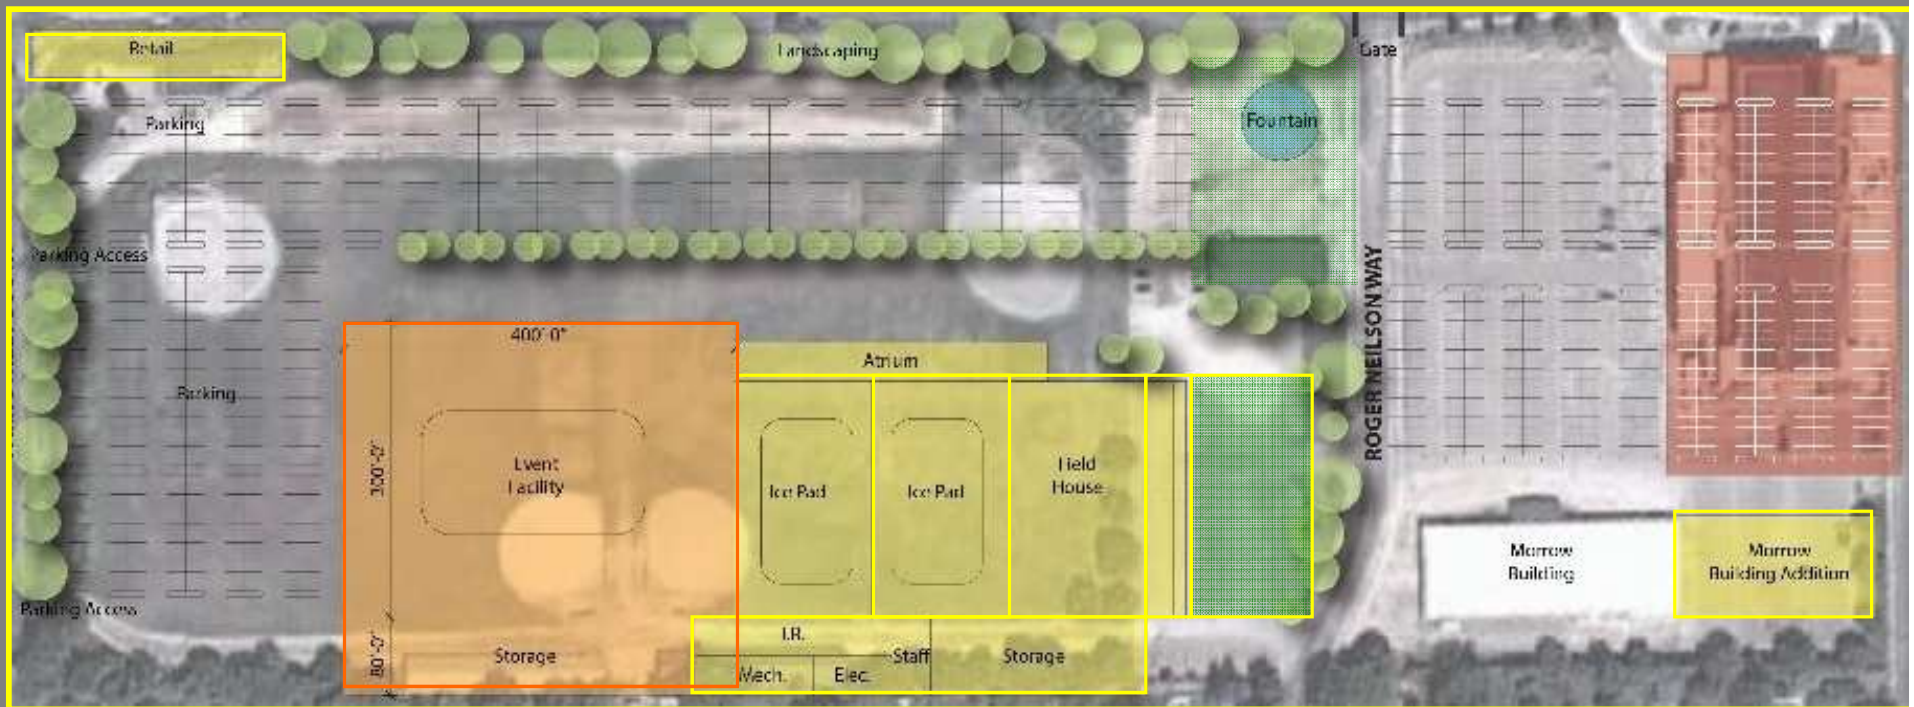 Retail
Landscaping
Gate
Parking
Fountain
Parking Access
ROGER NEILSON WAY
400'-0"
Atrium
Parking
300'-0"
Event
Facility
Ice Pad
Ice Pad
Field
House
Morrow
Building
Morrow
Building Addition
Parking Access
80'-0"
Storage
I.R.
Staff
Storage
Mech.
Elec.